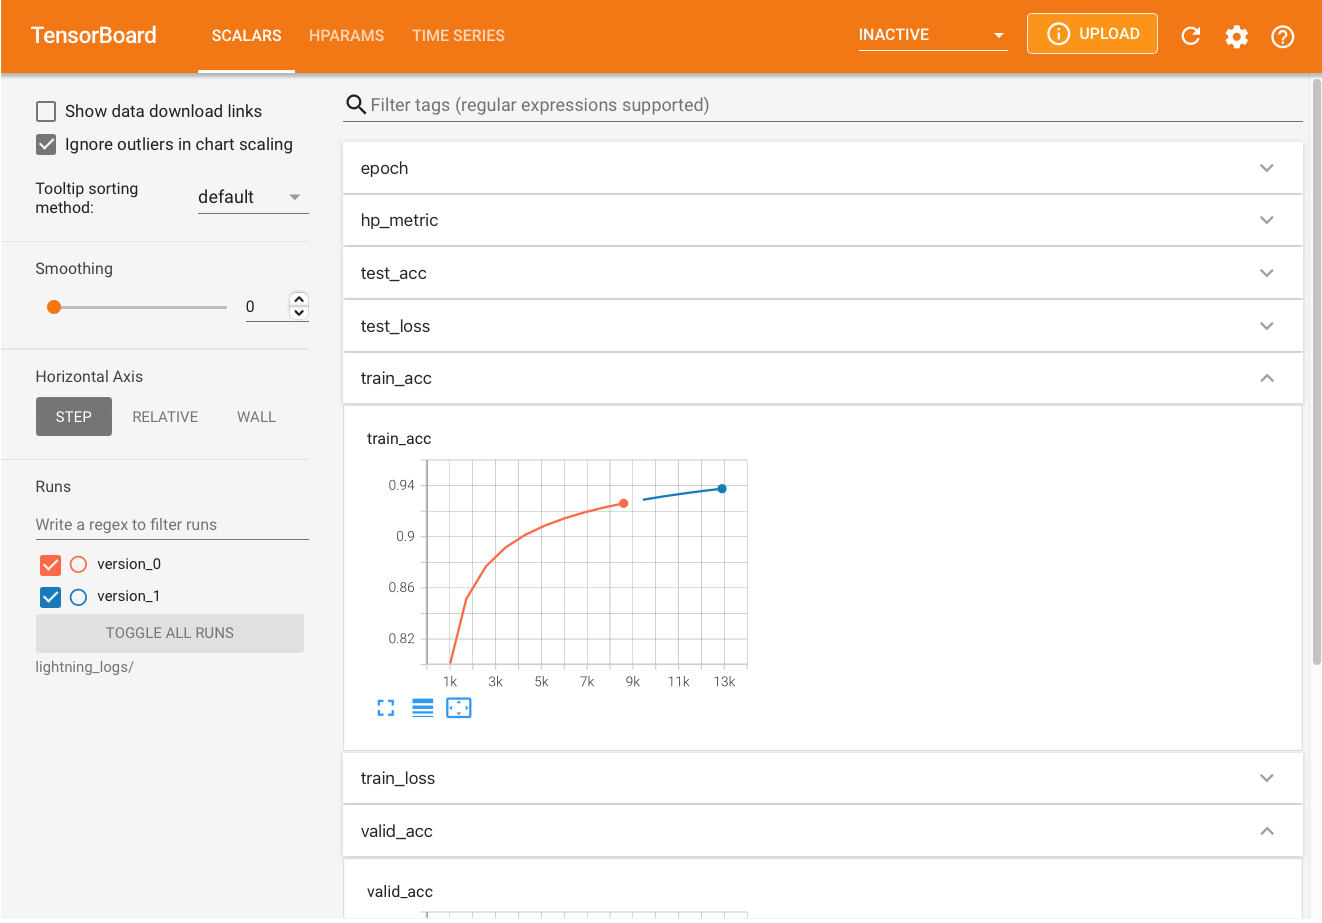 TensorBoard SCALARS HPARAMS TIME SERIES INACTIVE UPLOAD
Show data download links
Ignore outliers in chart scaling
Tooltip sorting
method:
default
Smoothing
0
Horizontal Axis
STEP RELATIVE WALL
Runs
Write a regex to filter runs
version_0
version_1
TOGGLE ALL RUNS
lightning_logs/
Filter tags (regular expressions supported)
epoch
hp_metric
test_acc
test_loss
train_acc
train_acc
0.94
0.9
0.86
0.82
1k 3k 5k 7k 9k 11k 13k
train_loss
valid_acc
valid_acc